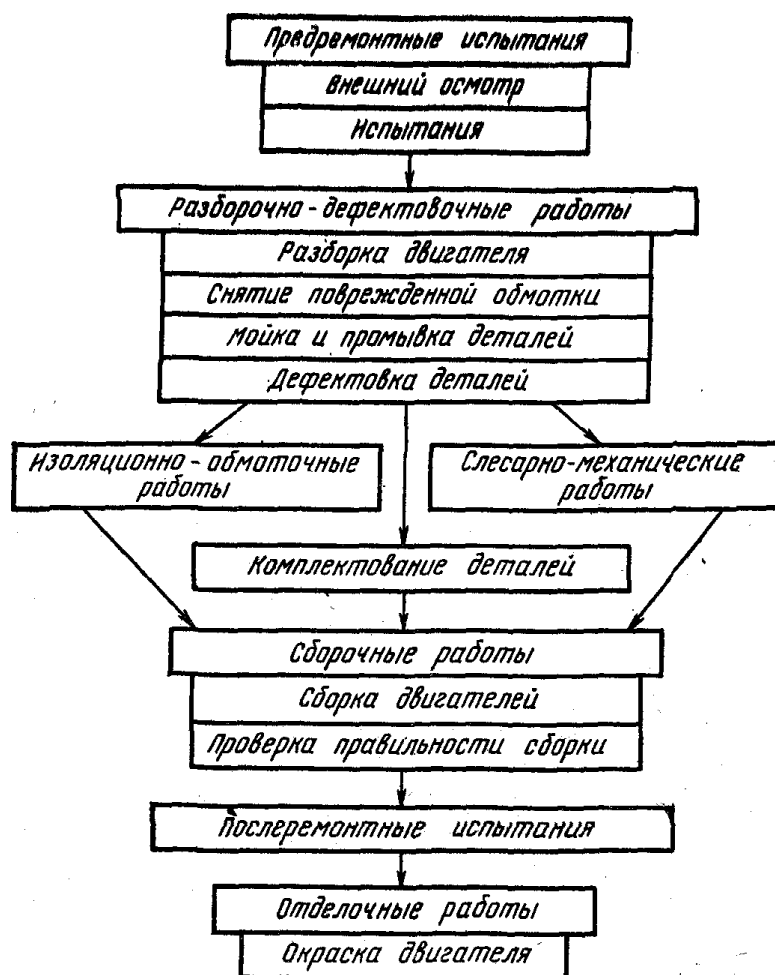 Предремонтные испытания
Внешний осмотр
Испытания
Разборочно-дефектовочные работы
Разборка двигателя
Снятие поврежденной обмотки
Мойка и промывка деталей
Дефектовка деталей
Изоляционно-обмоточные
работы
Слесарно-механические
работы
Комплектование деталей
Сборочные работы
Сборка двигателей
Проверка правильности сборки
Послеремонтные испытания
Отделочные работы
Окраска двигателя